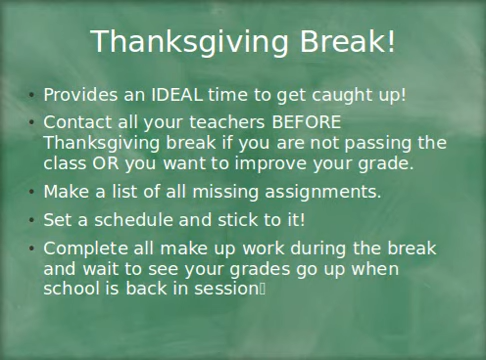 Thanksgiving Break!
• Provides an IDEAL time to get caught up!
• Contact all your teachers BEFORE
Thanksgiving break if you are not passing the
class OR you want to improve your grade.
• Make a list of all missing assignments.
• Set a schedule and stick to it!
• Complete all make up work during the break
and wait to see your grades go up when
school is back in session